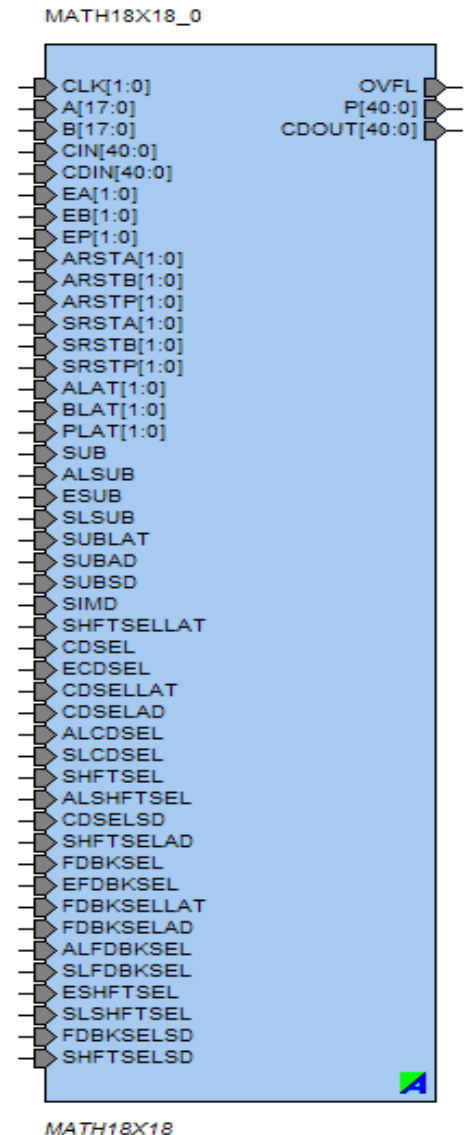 MATH18X18_0
CLK[1:0] OVFL
A[17:0] P[40:0]
B[17:0] CDOUT[40:0]
CIN[40:0]
CDIN[40:0]
EA[1:0]
EB[1:0]
EP[1:0]
ARSTA[1:0]
ARSTB[1:0]
ARSTP[1:0]
SRSTA[1:0]
SRSTB[1:0]
SRSTP[1:0]
ALAT[1:0]
BLAT[1:0]
PLAT[1:0]
SUB
ALSUB
ESUB
SLSUB
SUBLAT
SUBAD
SUBSD
SIMD
SHFTSELLAT
CDSEL
ECDSEL
CDSELLAT
CDSELAD
ALCDSEL
SLCDSEL
SHFTSEL
ALSHFTSEL
CDSELSD
SHFTSELAD
FDBKSEL
EFDBKSEL
FDBKSELLAT
FDBKSELAD
ALFDBKSEL
SLFDBKSEL
ESHFTSEL
SLSHFTSEL
FDBKSELSD
SHFTSELSD
MATH18X18